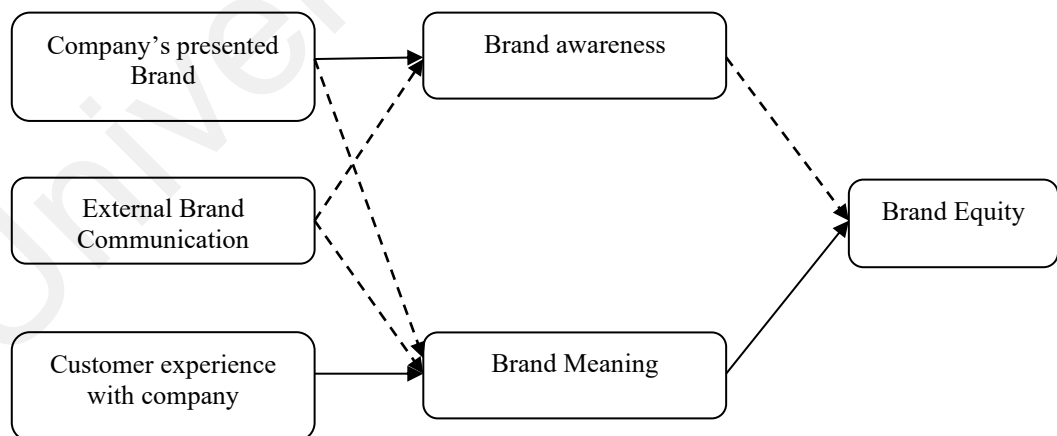 Company’s presented
Brand
Brand awareness
External Brand
Communication
Brand Equity
Customer experience
with company
Brand Meaning